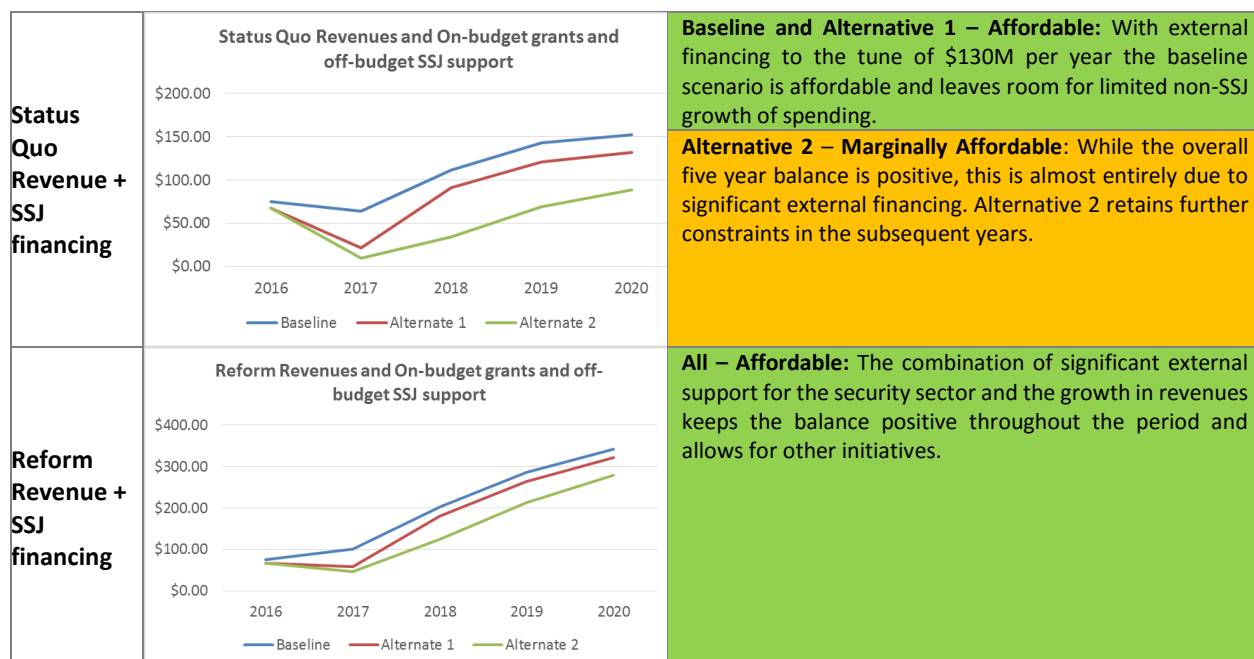 Status
Quo
Revenue +
SSJ
financing
Status Quo Revenues and On-budget grants and
off-budget SSJ support
$200.00
$150.00
$100.00
$50.00
$0.00
2016 2017 2018 2019 2020
Baseline Alternate 1 Alternate 2
Baseline and Alternative 1 – Affordable: With external
financing to the tune of $130M per year the baseline
scenario is affordable and leaves room for limited non-SSJ
growth of spending.
Alternative 2 – Marginally Affordable: While the overall
five year balance is positive, this is almost entirely due to
significant external financing. Alternative 2 retains further
constraints in the subsequent years.
Reform
Revenue +
SSJ
financing
Reform Revenues and On-budget grants and off-
budget SSJ support
$400.00
$300.00
$200.00
$100.00
$0.00
2016 2017 2018 2019 2020
Baseline Alternate 1 Alternate 2
All – Affordable: The combination of significant external
support for the security sector and the growth in revenues
keeps the balance positive throughout the period and
allows for other initiatives.